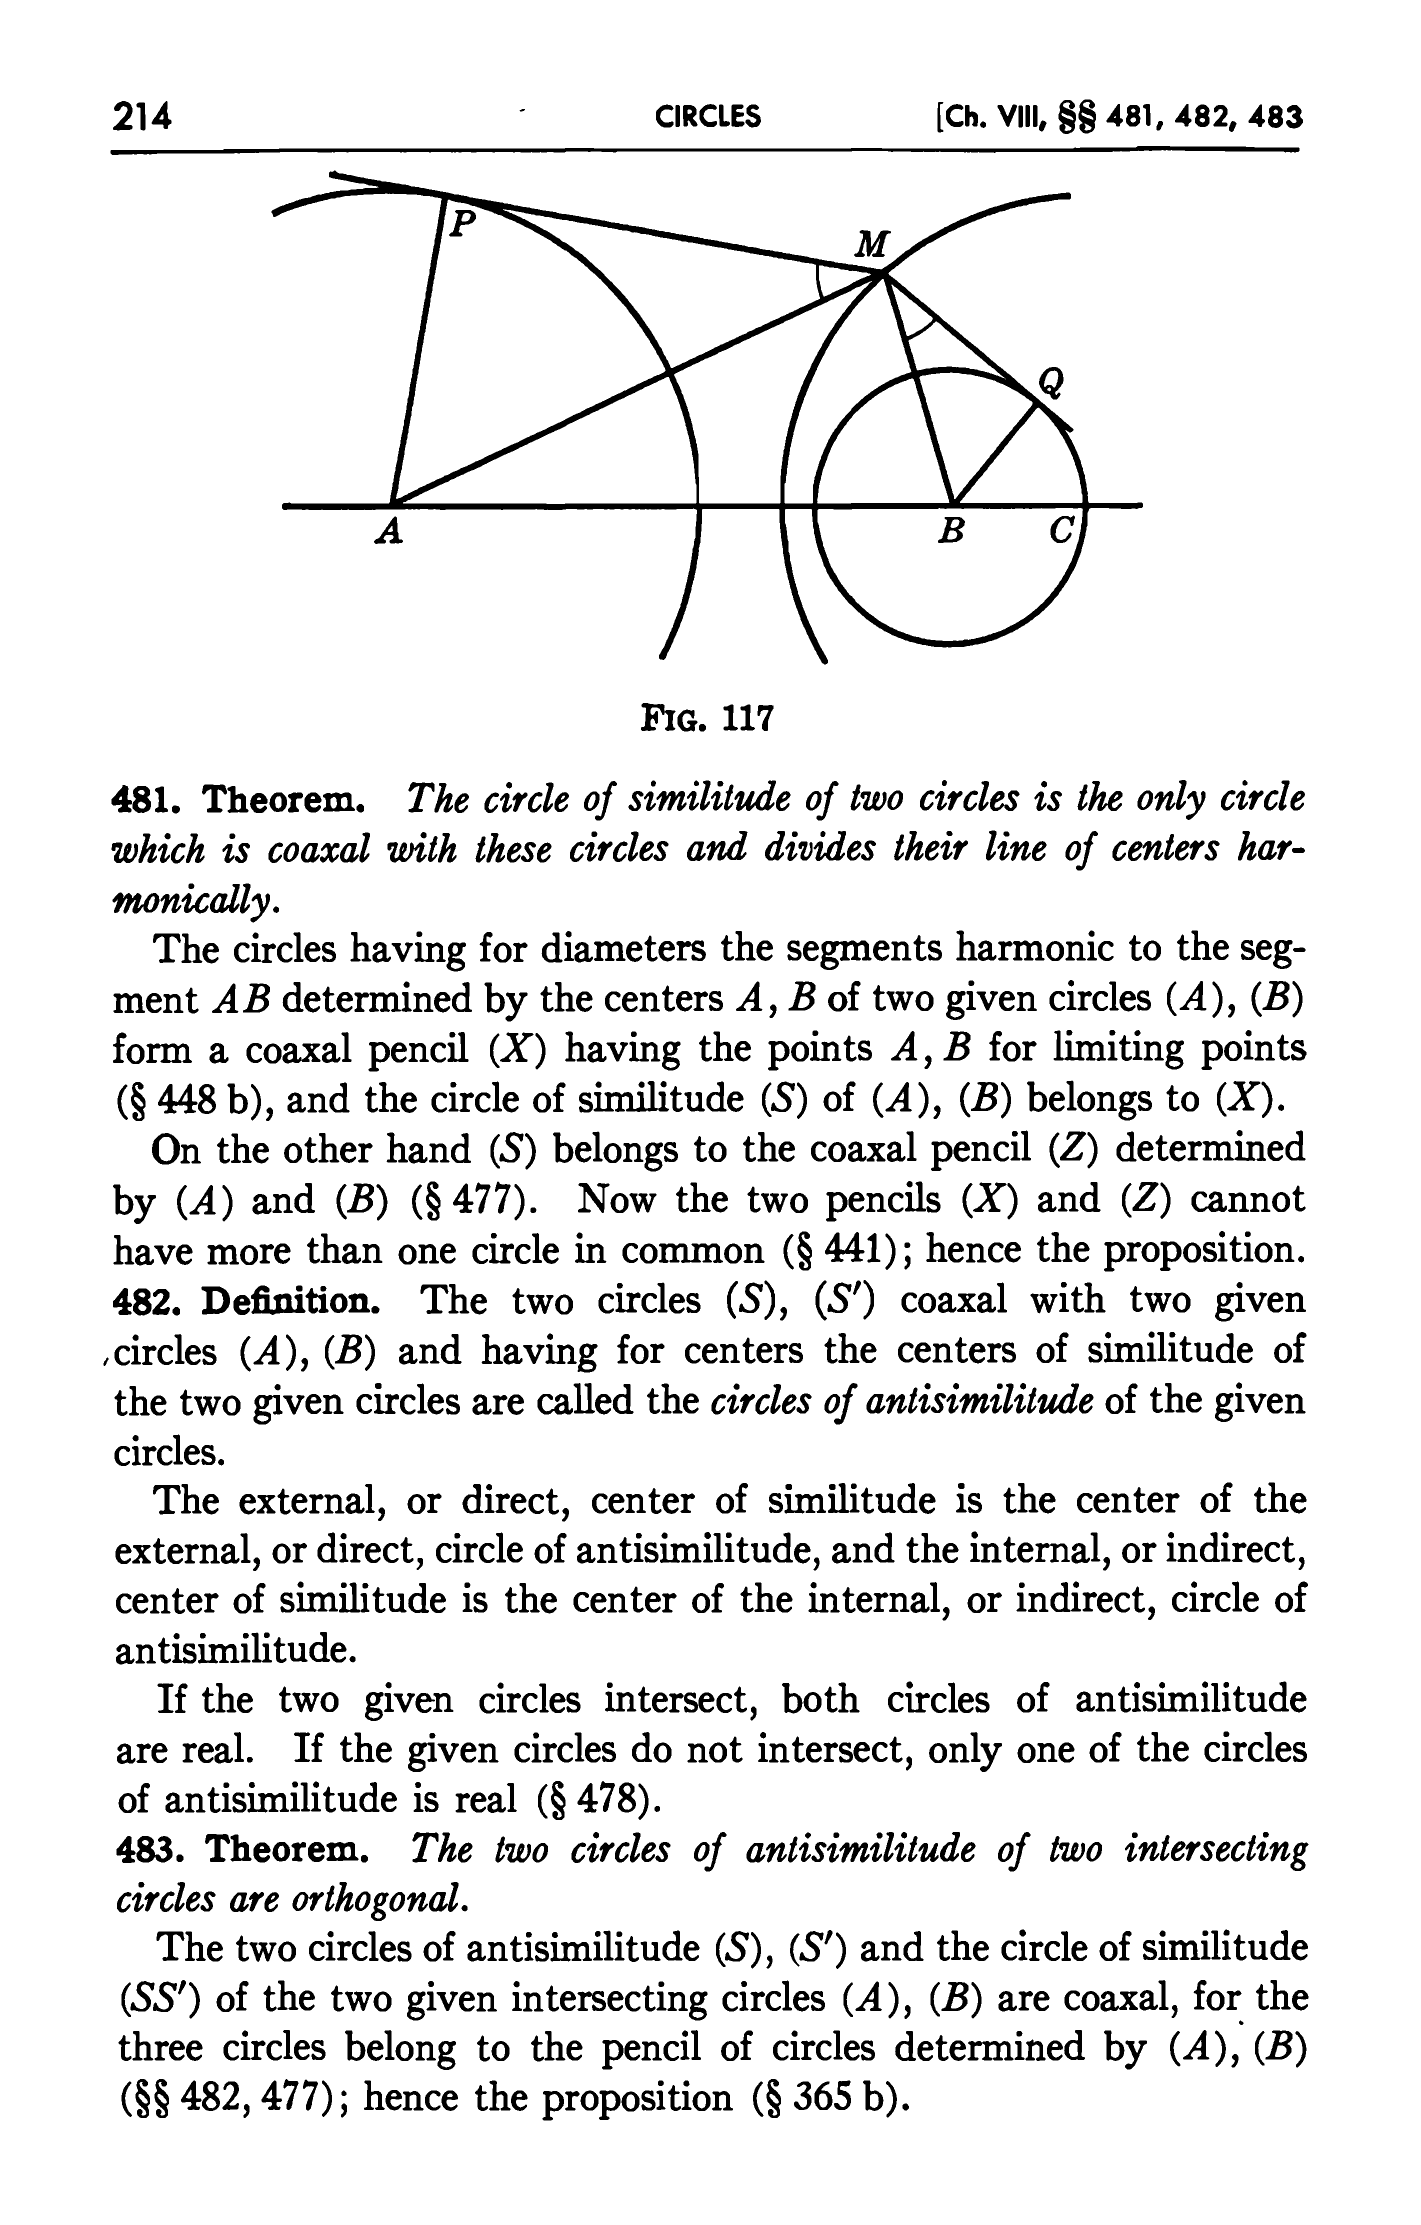 214 CIRCLES [Ch. VIII, §§ 481, 482, 483
P
M
Q
A B C
FIG. 117
481. Theorem. The circle of similitude of two circles is the only circle
which is coaxal with these circles and divides their line of centers har-
monically.
The circles having for diameters the segments harmonic to the seg-
ment AB determined by the centers A, B of two given circles (A), (B)
form a coaxal pencil (X) having the points A, B for limiting points
(§ 448 b), and the circle of similitude (S) of (A), (B) belongs to (X).
On the other hand (S) belongs to the coaxal pencil (Z) determined
by (A) and (B) (§ 477). Now the two pencils (X) and (Z) cannot
have more than one circle in common (§ 441); hence the proposition.
482. Definition. The two circles (S), (S′) coaxal with two given
circles (A), (B) and having for centers the centers of similitude of
the two given circles are called the circles of antisimilitude of the given
circles.
The external, or direct, center of similitude is the center of the
external, or direct, circle of antisimilitude, and the internal, or indirect,
center of similitude is the center of the internal, or indirect, circle of
antisimilitude.
If the two given circles intersect, both circles of antisimilitude
are real. If the given circles do not intersect, only one of the circles
of antisimilitude is real (§ 478).
483. Theorem. The two circles of antisimilitude of two intersecting
circles are orthogonal.
The two circles of antisimilitude (S), (S′) and the circle of similitude
(SS′) of the two given intersecting circles (A), (B) are coaxal, for the
three circles belong to the pencil of circles determined by (A), (B)
(§§ 482, 477); hence the proposition (§ 365 b).